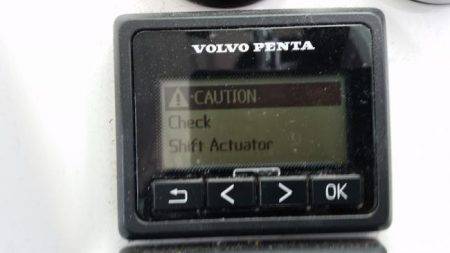 VOLVO PENTA
CAUTION
Check
Shift Actuator
OK